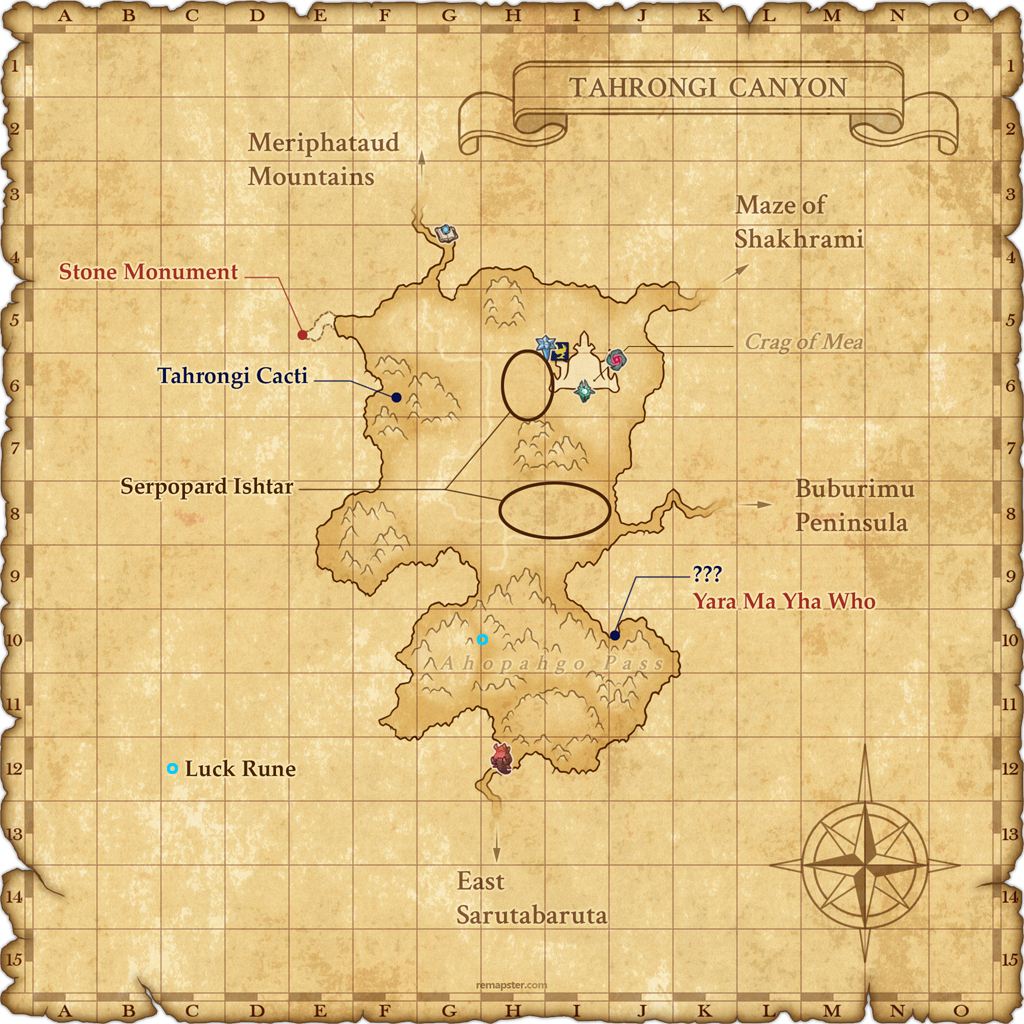 A B C D E F G H I J K L M N O
1 1
TAHRONGI CANYON
2 2
Meriphataud
Mountains
3 3
Maze of
Shakhrami
4 4
Stone Monument
5 5
Crag of Mea
Tahrongi Cacti
6 6
7 7
Serpopard Ishtar
Buburimu
Peninsula
8 8
9 9
???
Yara Ma Yha Who
10 10
Ahopahgo Pass
11 11
12 12
Luck Rune
13 13
East
Sarutabaruta
14 14
15 15
remapster.com
A B C D E F G H I J K L M N O